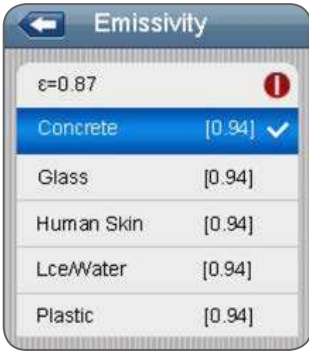 Emissivity
ε=0.87
Concrete [0.94]
Glass [0.94]
Human Skin [0.94]
Lce/Water [0.94]
Plastic [0.94]